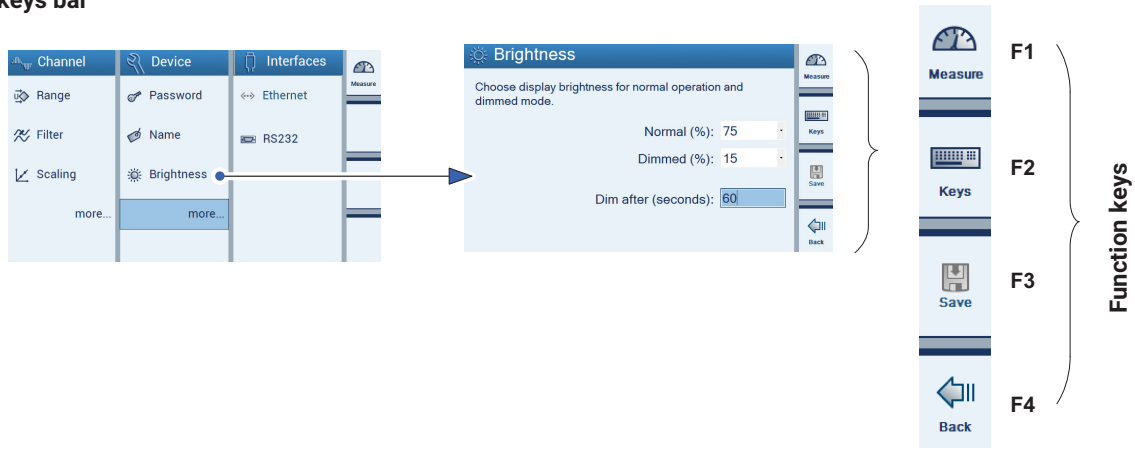 keys bar
Channel
Range
Filter
Scaling
more...
Device
Password
Name
Brightness
more...
Interfaces
Ethernet
RS232
Measure
Brightness
Choose display brightness for normal operation and
dimmed mode.
Normal (%): 75
Dimmed (%): 15
Dim after (seconds): 60
Measure
Keys
Save
Back
Measure F1
Keys F2
Save F3
Back F4
Function keys